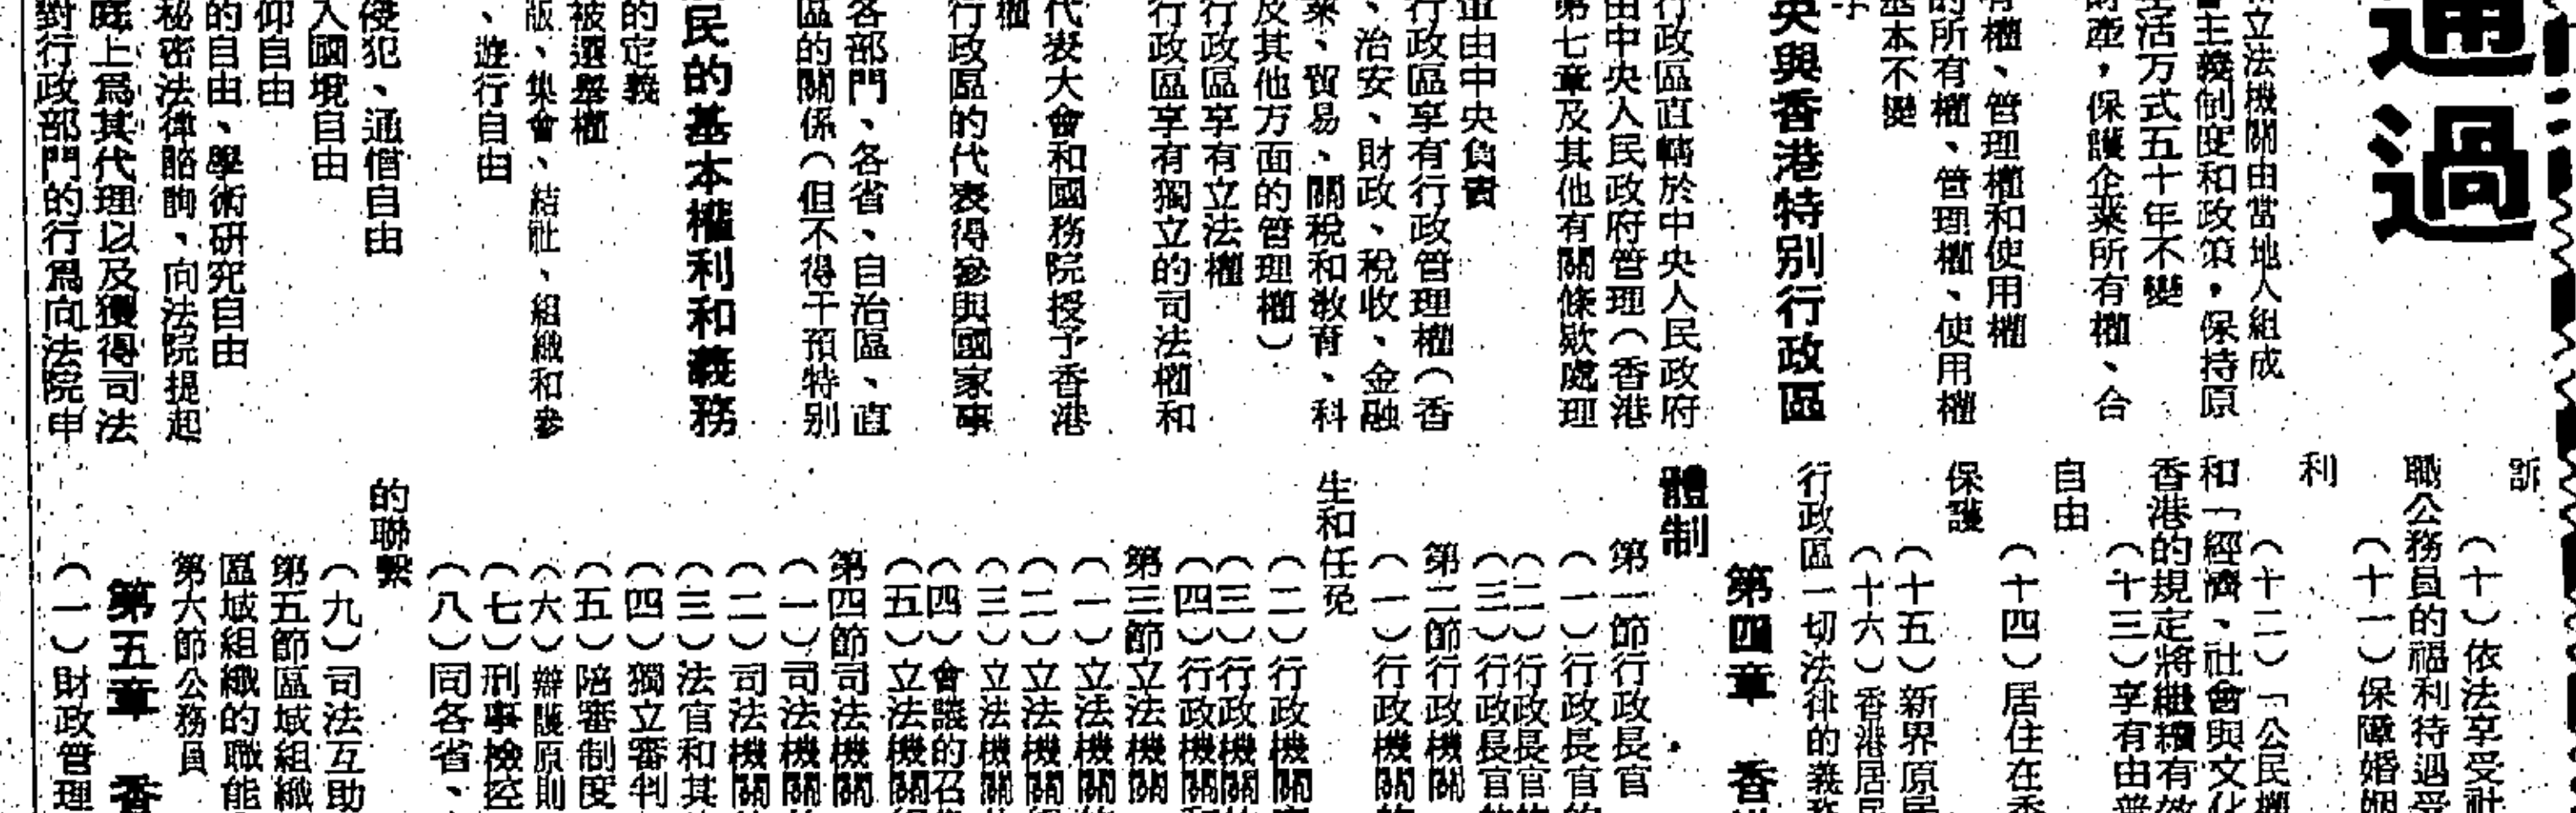 通過
立法機關由當地人組成
主義制度和政策，保持原
活方式五十年不變
財產，保護企業所有權、合
有權、管理權和使用權
的所有權、管理權、使用權
基本不變
英與香港特別行政區
行政區直轄於中央人民政府
由中央人民政府管理（香港
第七章及其他有關條款處理
由中央負責
行政區享有行政管理權（香
、治安、財政、稅收、金融
業、貿易、關稅和教育、科
及其他方面的管理權）
行政區享有立法權
行政區享有獨立的司法權和
代表大會和國務院授予香港
權
行政區的代表得參與國家事
各部門、各省、自治區、直
區的關係（但不得干預特別
民的基本權利和義務
的定義
被選舉權
版、集會、結社、組織和參
、遊行自由
侵犯、通信自由
入國境自由
仰自由
的自由、學術研究自由
秘密法律諮詢、向法院提起
庭上爲其代理以及獲得司法
對行政部門的行爲向法院申
訴
（十）依法享受社
職公務員的福利待遇受
（十一）保障婚姻
利
（十二）「公民權
和「經濟、社會與文化
香港的規定將繼續有效
（十三）享有由普
自由
（十四）居住在香
保護
（十五）新界原居
（十六）香港居民
行政區一切法律的義務
第四章　香港
體制
第一節行政長官
（一）行政長官的
（二）行政長官
（三）行政長官的
第二節行政機關
（一）行政機關
生和任免
（二）行政機關
（三）行政機關
（四）行政機關
第三節立法機關
（一）立法機關
（二）立法機關
（三）立法機關
（四）會議的召
（五）立法機關
第四節司法機關
（一）司法機關
（二）司法機關
（三）法官和其
（四）獨立審判
（五）陪審制度
（六）辯護原則
（七）刑事檢控
（八）同各省、
的聯繫
（九）司法互助
第五節區域組織
區域組織的職能
第六節公務員
第五章　香
（一）財政管理